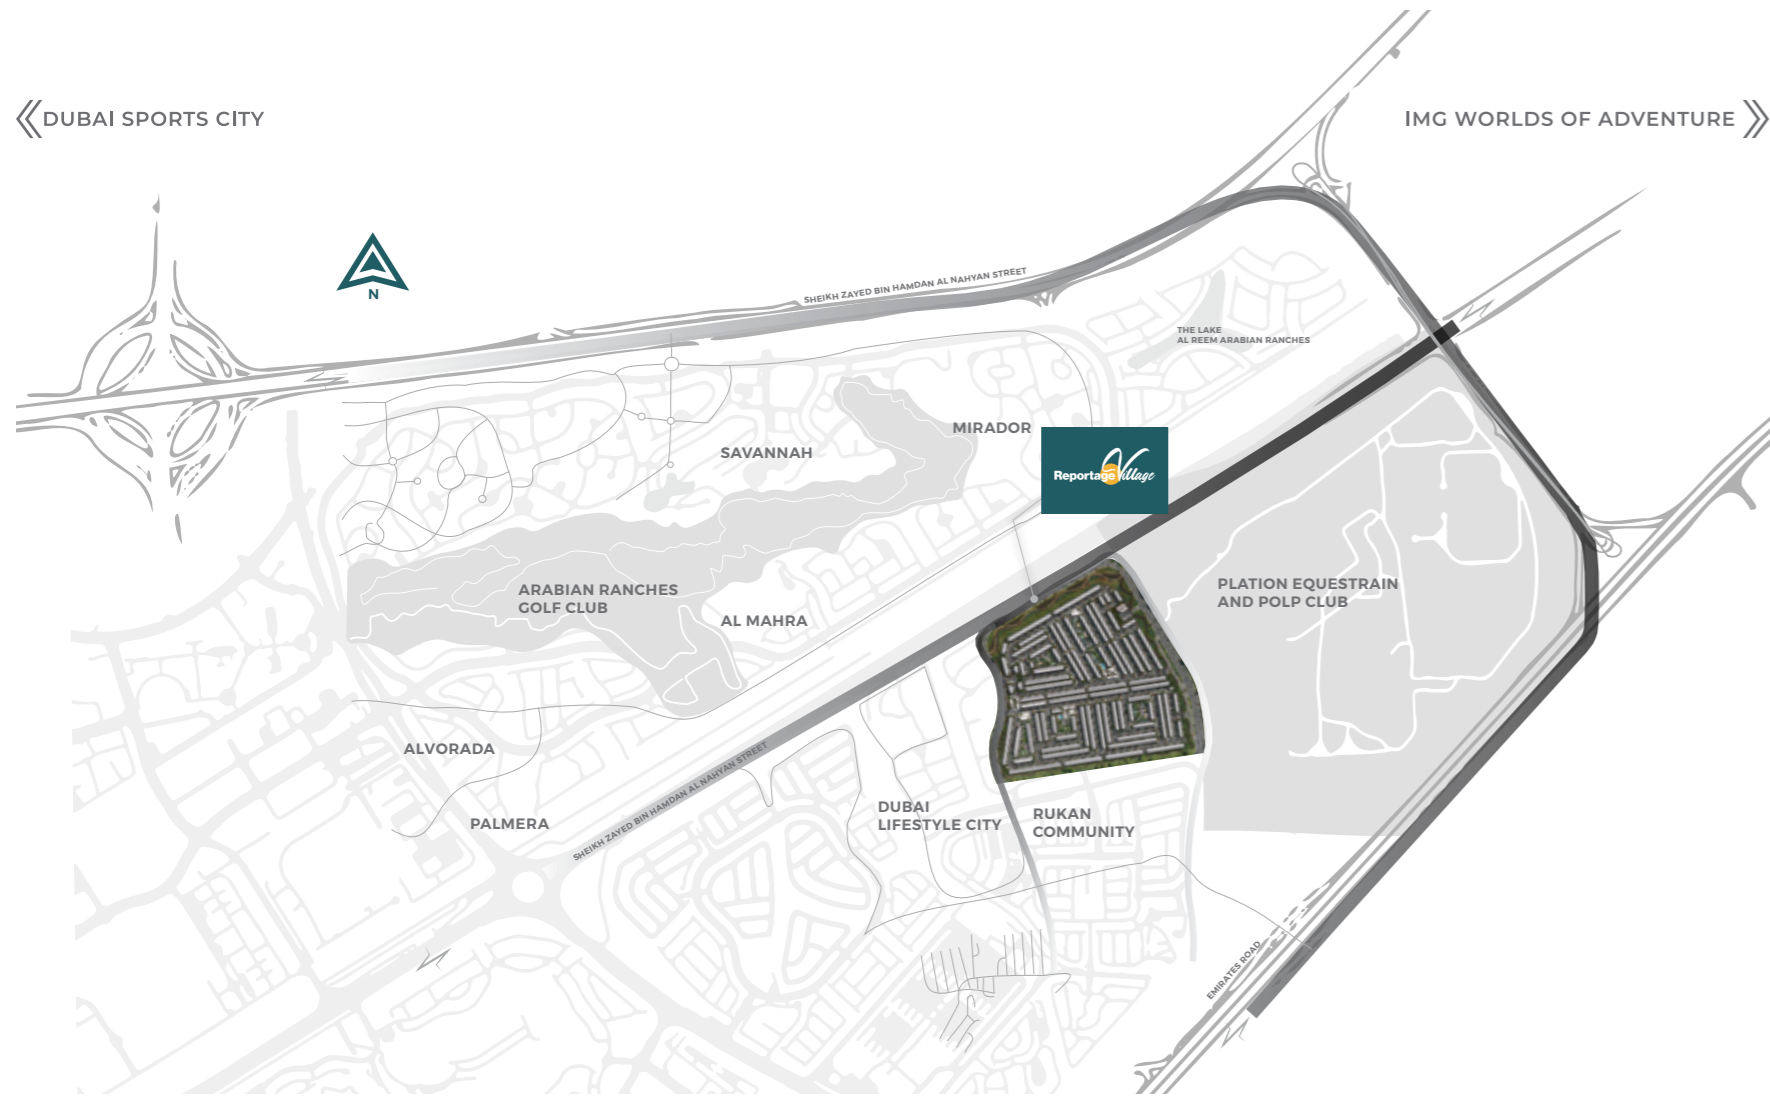 DUBAI SPORTS CITY
IMG WORLDS OF ADVENTURE
N
SHEIKH ZAYED BIN HAMDAN AL NAHYAN STREET
THE LAKE
AL REEM ARABIAN RANCHES
MIRADOR
SAVANNAH
Reportage Village
ARABIAN RANCHES
GOLF CLUB
PLATION EQUESTRAIN
AND POLP CLUB
AL MAHRA
ALVORADA
SHEIKH ZAYED BIN HAMDAN AL NAHYAN STREET
PALMERA
DUBAI
LIFESTYLE CITY
RUKAN
COMMUNITY
EMIRATES ROAD